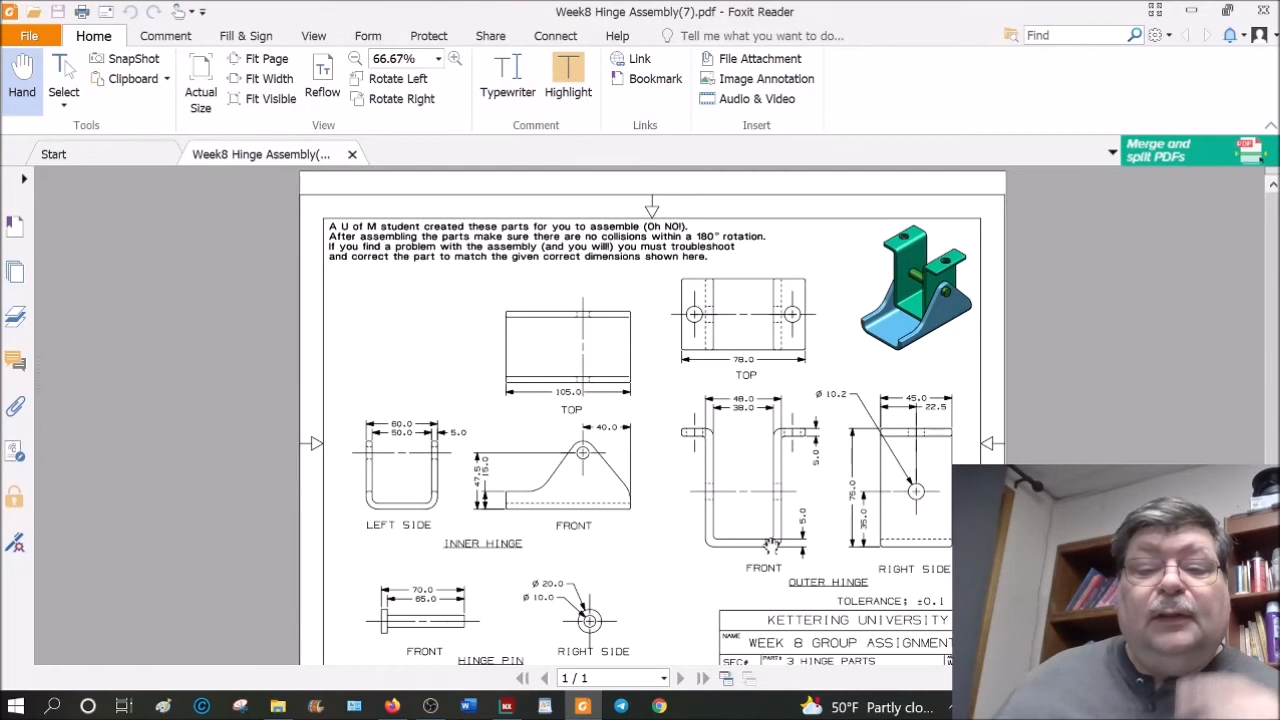 Week8 Hinge Assembly(7).pdf - Foxit Reader
File Home Comment Fill & Sign View Form Protect Share Connect Help Tell me what you want to do... Find
Hand
Select
SnapShot
Clipboard
Tools
Actual Size
Fit Page
Fit Width
Fit Visible
Reflow
66.67%
Rotate Left
Rotate Right
View
Typewriter
Highlight
Comment
Link
Bookmark
Links
File Attachment
Image Annotation
Audio & Video
Insert
Start
Week8 Hinge Assembly(...
Merge and
split PDFs
PDF
A U of M student created these parts for you to assemble (Oh NO!).
After assembling the parts make sure there are no collisions within a 180° rotation.
If you find a problem with the assembly (and you will!) you must troubleshoot
and correct the part to match the given correct dimensions shown here.
78.0
TOP
105.0
TOP
60.0
50.0
5.0
LEFT SIDE
40.0
47.5
15.0
FRONT
INNER HINGE
48.0
38.0
5.0
5.0
FRONT
Ø 10.2
45.0
22.5
75.0
35.0
RIGHT SIDE
OUTER HINGE
70.0
65.0
FRONT
Ø 20.0
Ø 10.0
RIGHT SIDE
HINGE PIN
TOLERANCE; ±0.1
KETTERING UNIVERSITY
NAME
WEEK 8 GROUP ASSIGNMENT
SEC#
PART:
3 HINGE PARTS
1 / 1
50°F Partly clo...